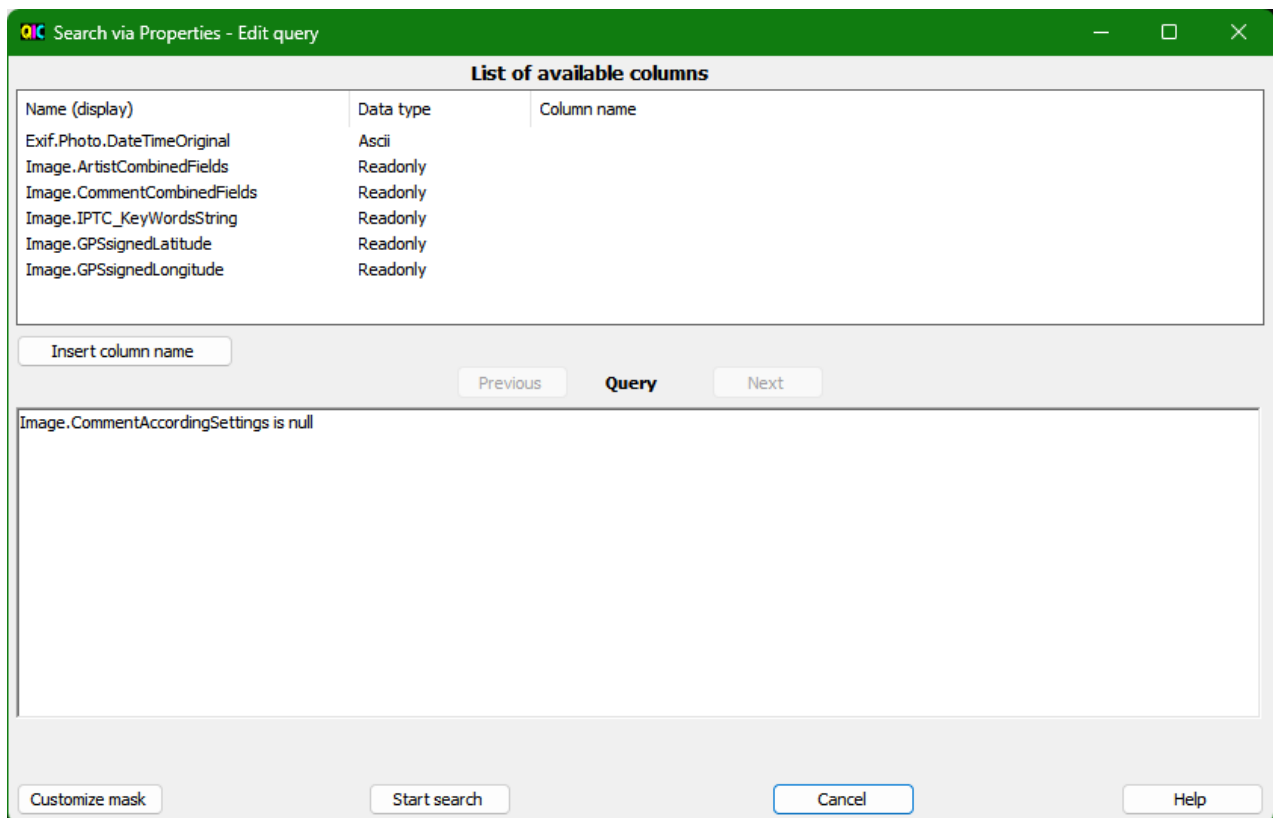 QIC Search via Properties - Edit query
List of available columns
Name (display) Data type Column name
Exif.Photo.DateTimeOriginal Ascii
Image.ArtistCombinedFields Readonly
Image.CommentCombinedFields Readonly
Image.IPTC_KeyWordsString Readonly
Image.GPSsignedLatitude Readonly
Image.GPSsignedLongitude Readonly
Insert column name
Previous Query Next
Image.CommentAccordingSettings is null
Customize mask Start search Cancel Help